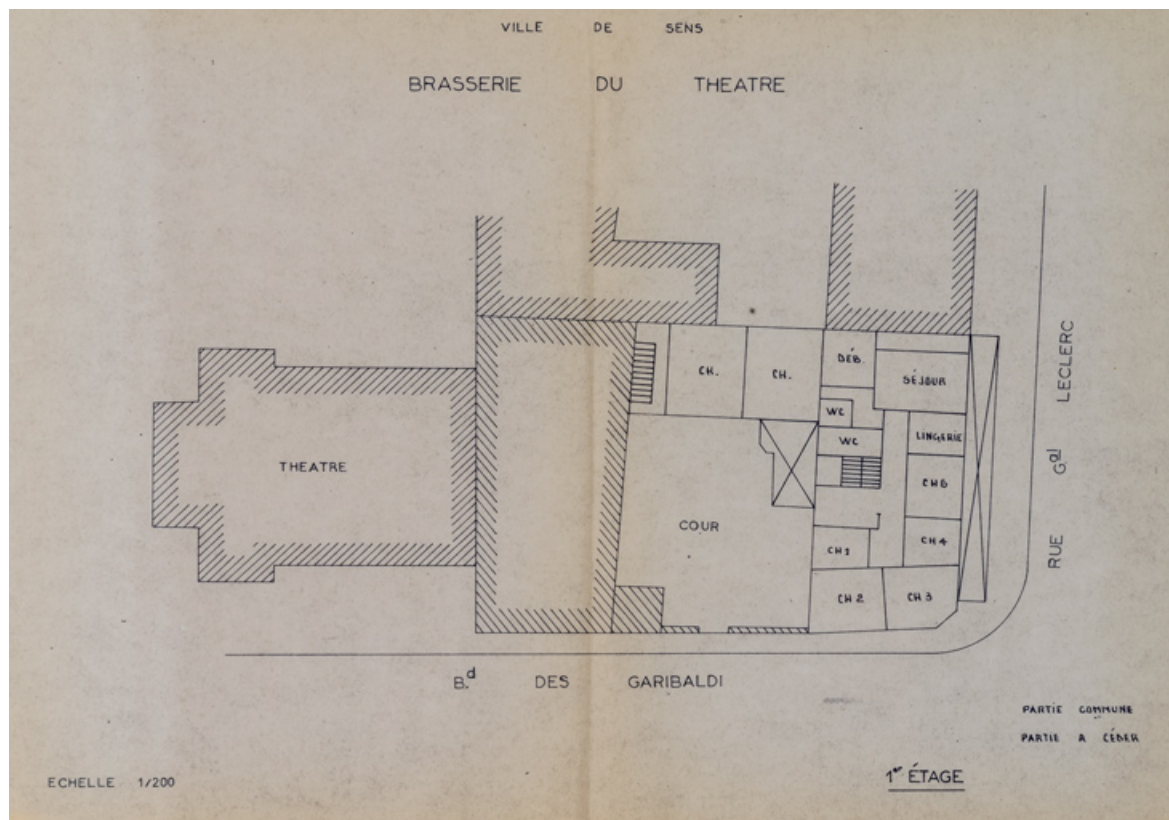 VILLE DE SENS
BRASSERIE DU THEATRE
DÉB.
CH.
CH.
SÉJOUR
WC
WC
LINGERIE
CH6
THEATRE
COUR
CH1
CH4
CH2
CH3
RUE Gal LECLERC
B.d DES GARIBALDI
PARTIE COMMUNE
PARTIE A CÉDER
ECHELLE 1/200
1er ÉTAGE